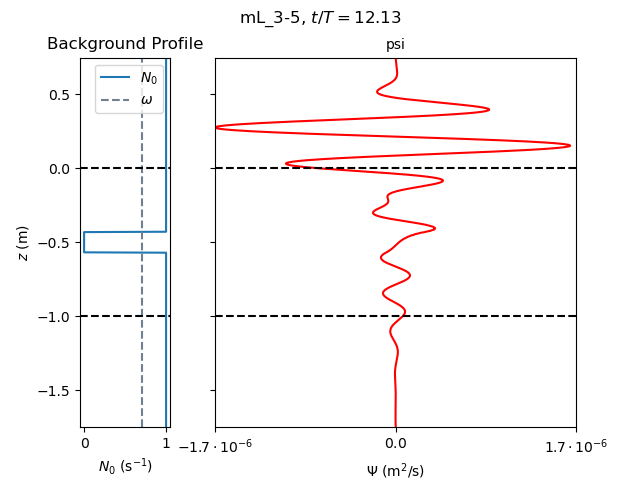 mL_3-5, t/T = 12.13
Background Profile
psi
N₀
ω
0.5
0.0
−0.5
−1.0
−1.5
z (m)
0
1
−1.7 · 10⁻⁶
0.0
1.7 · 10⁻⁶
N₀ (s⁻¹)
Ψ (m²/s)